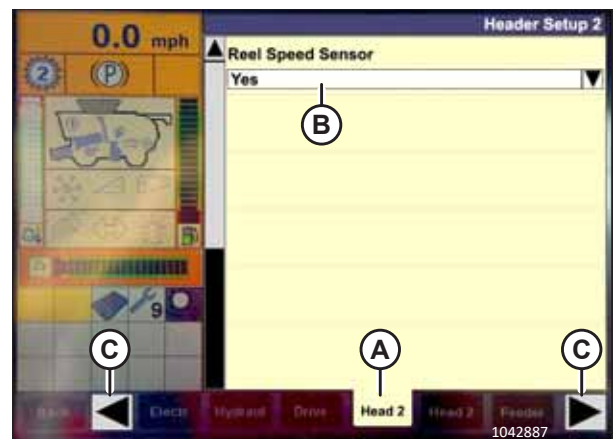 Header Setup 2
0.0 mph
Reel Speed Sensor
2
P
Yes
B
9
C
A
C
Back
Electr
Hydraul
Drive
Head 2
Head 2
Feeder
1042887